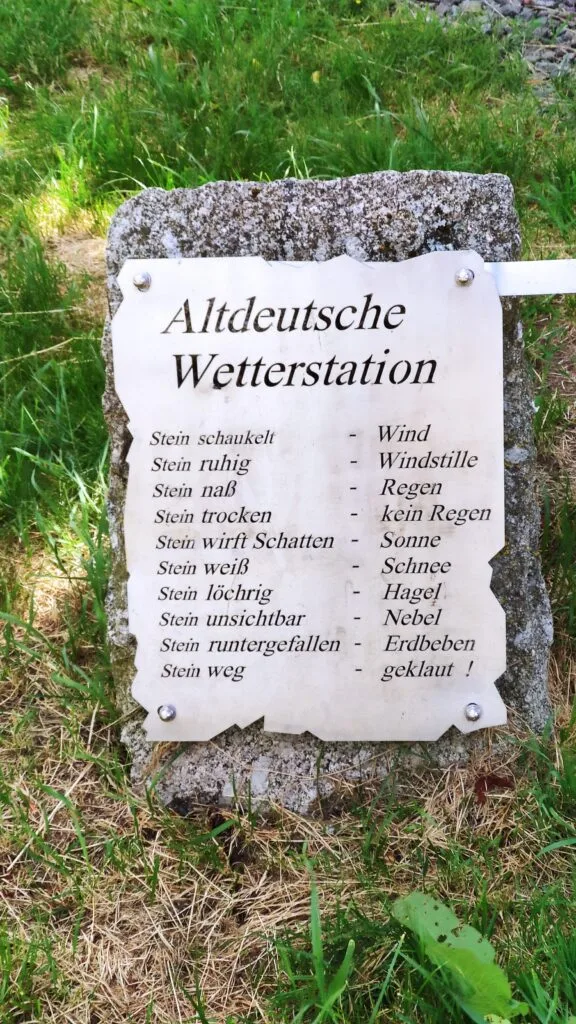 Altdeutsche
Wetterstation
Stein schaukelt - Wind
Stein ruhig - Windstille
Stein naß - Regen
Stein trocken - kein Regen
Stein wirft Schatten - Sonne
Stein weiß - Schnee
Stein löchrig - Hagel
Stein unsichtbar - Nebel
Stein runtergefallen - Erdbeben
Stein weg - geklaut !